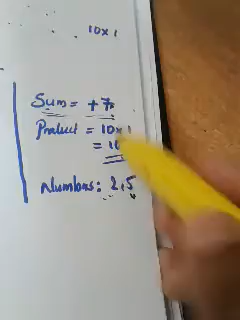 10×1
Sum = +7
Product = 10×1
= 10
Numbers: 2,5